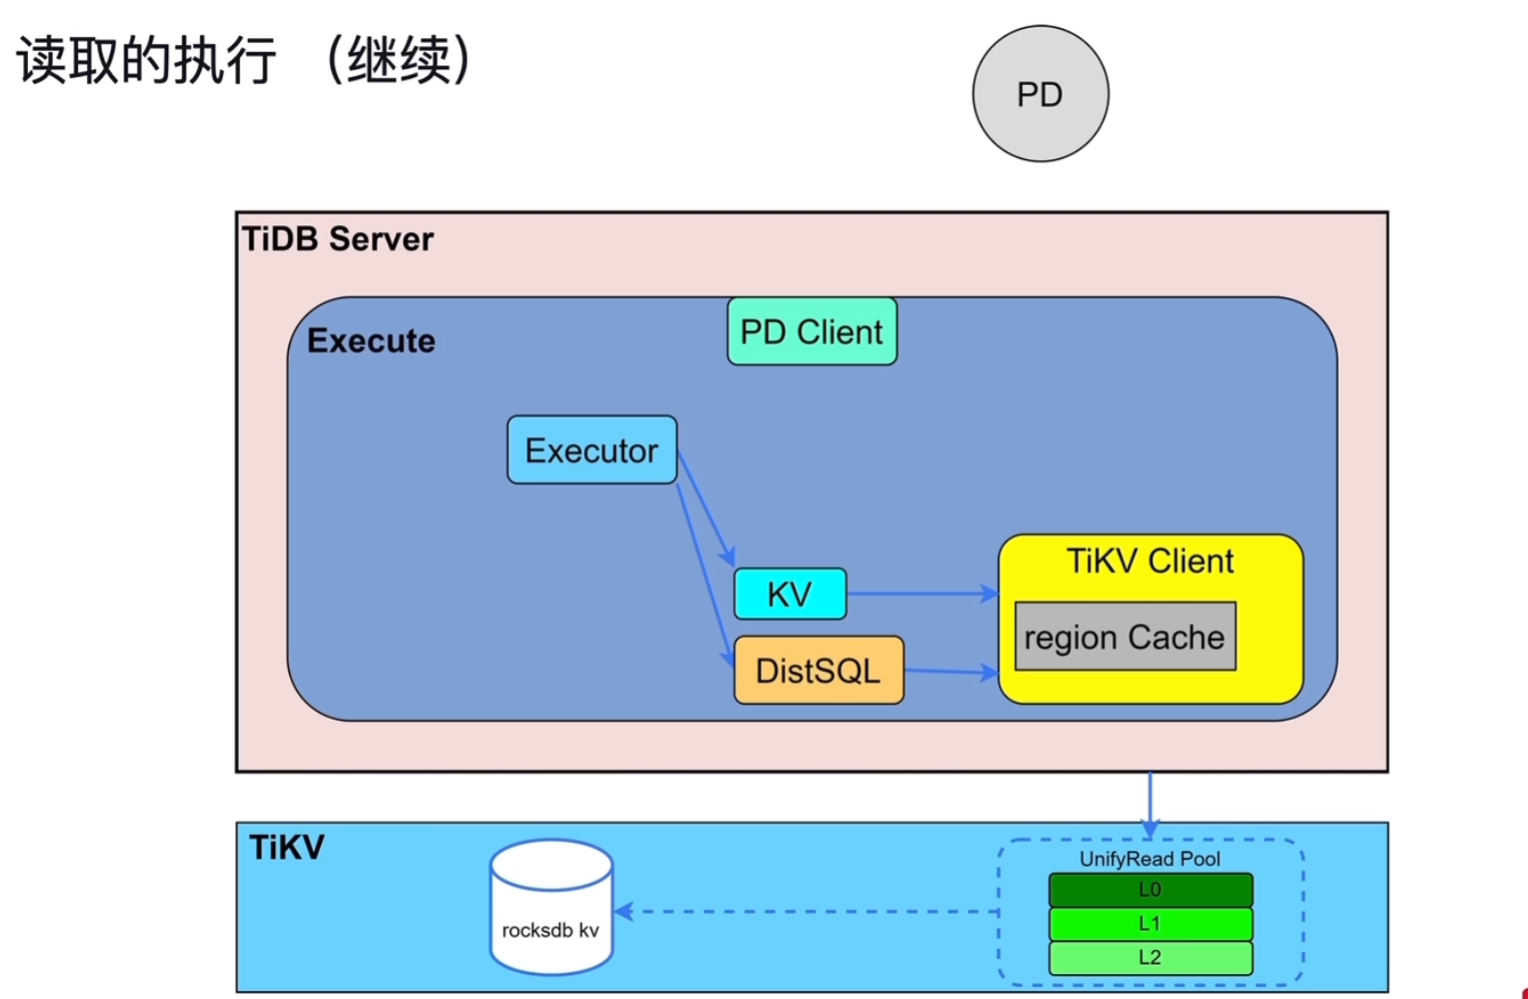 读取的执行 （继续）
PD
TiDB Server
PD Client
Execute
Executor
TiKV Client
KV
region Cache
DistSQL
TiKV
UnifyRead Pool
L0
L1
rocksdb kv
L2